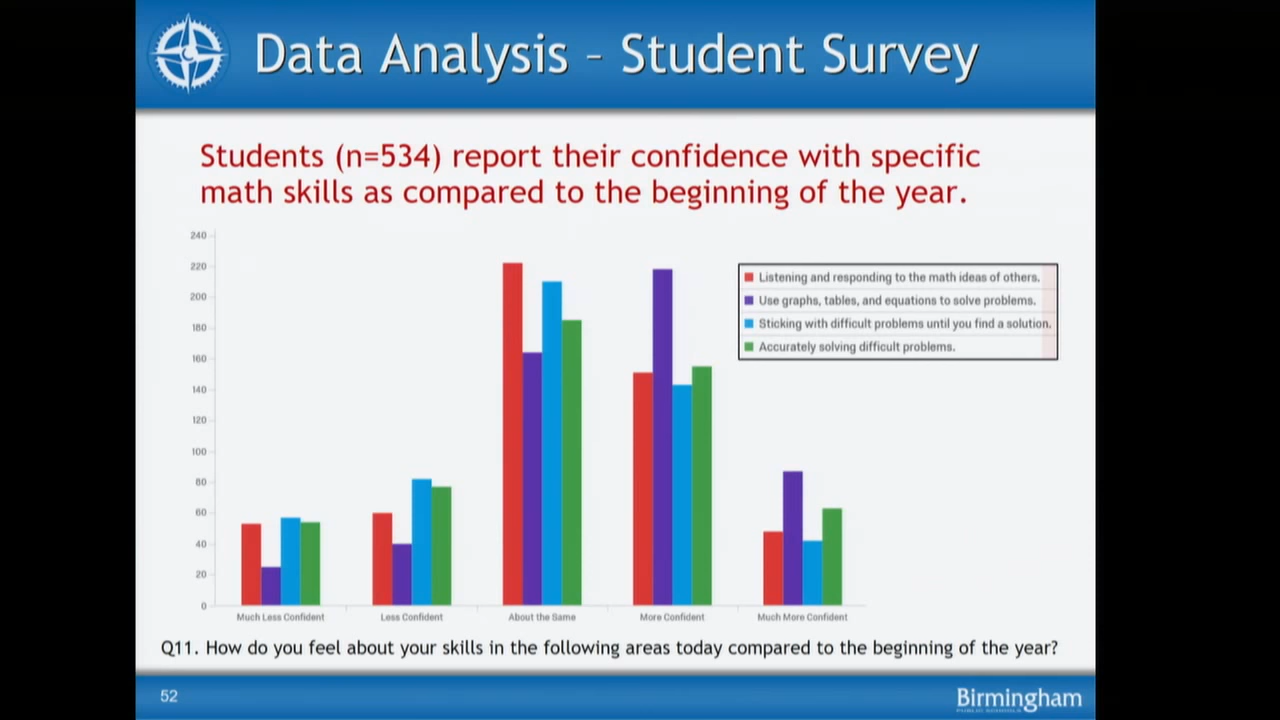 Data Analysis – Student Survey
Students (n=534) report their confidence with specific
math skills as compared to the beginning of the year.
240
220
200
180
160
140
120
100
80
60
40
20
0
Listening and responding to the math ideas of others.
Use graphs, tables, and equations to solve problems.
Sticking with difficult problems until you find a solution.
Accurately solving difficult problems.
Much Less Confident
Less Confident
About the Same
More Confident
Much More Confident
Q11. How do you feel about your skills in the following areas today compared to the beginning of the year?
52
Birmingham
PUBLIC SCHOOLS